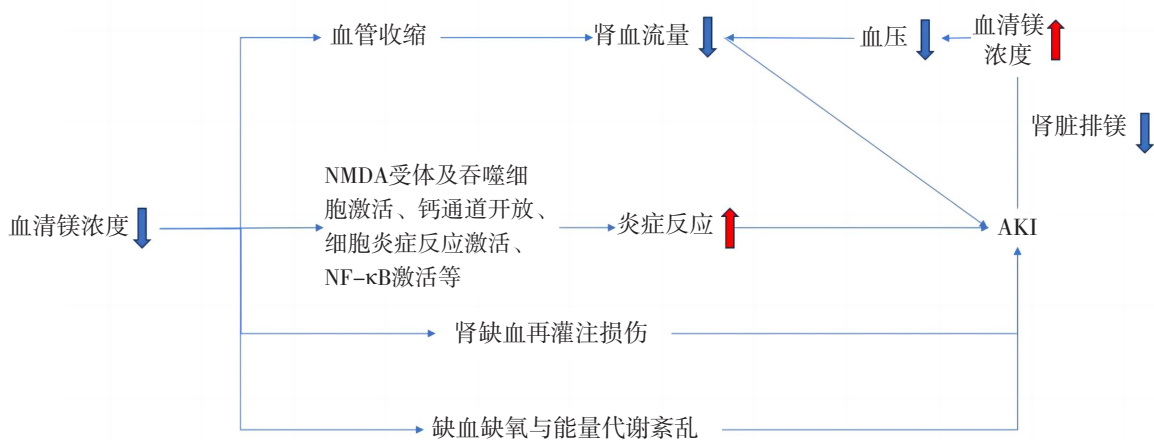 血管收缩
肾血流量
血压
血清镁
浓度
肾脏排镁
NMDA受体及吞噬细
胞激活、钙通道开放、
细胞炎症反应激活、
NF-κB激活等
血清镁浓度
炎症反应
AKI
肾缺血再灌注损伤
缺血缺氧与能量代谢紊乱